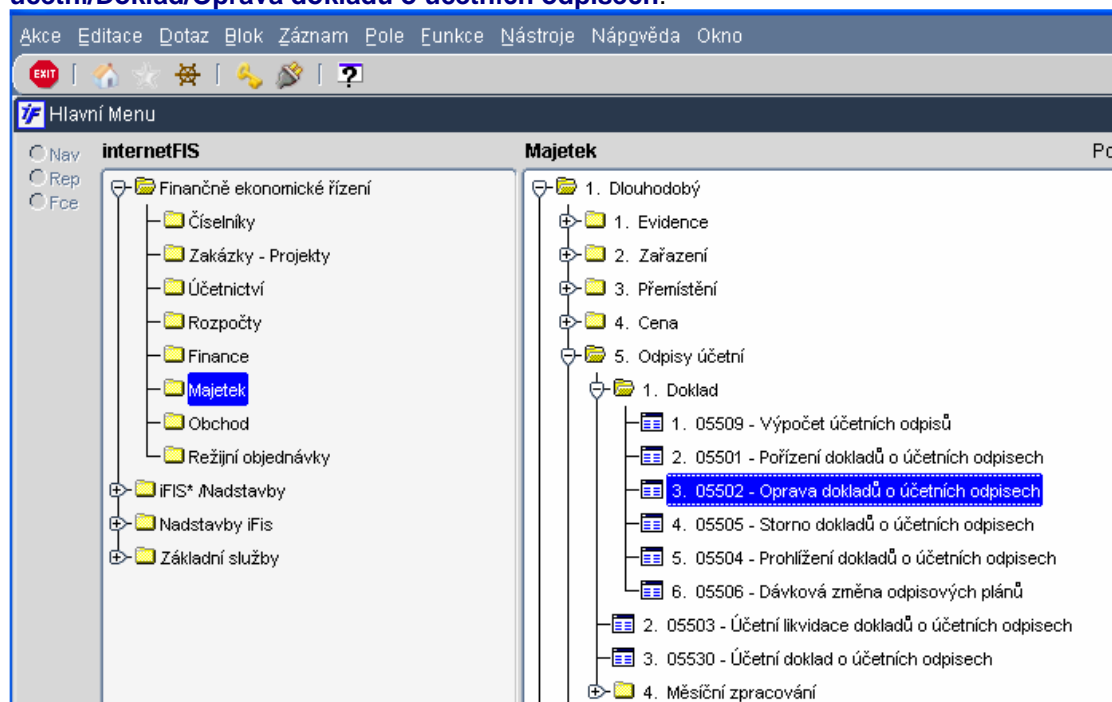 účetní/Doklad/Oprava dokladů o účetních odpisech.
Akce Editace Dotaz Blok Záznam Pole Funkce Nástroje Nápověda Okno
EXIT
iF Hlavní Menu
Nav
Rep
Fce
internetFIS
Finančně ekonomické řízení
Číselníky
Zakázky - Projekty
Účetnictví
Rozpočty
Finance
Majetek
Obchod
Režijní objednávky
iFIS* /Nadstavby
Nadstavby iFis
Základní služby
Majetek
1. Dlouhodobý
1. Evidence
2. Zařazení
3. Přemístění
4. Cena
5. Odpisy účetní
1. Doklad
1. 05509 - Výpočet účetních odpisů
2. 05501 - Pořízení dokladů o účetních odpisech
3. 05502 - Oprava dokladů o účetních odpisech
4. 05505 - Storno dokladů o účetních odpisech
5. 05504 - Prohlížení dokladů o účetních odpisech
6. 05506 - Dávková změna odpisových plánů
2. 05503 - Účetní likvidace dokladů o účetních odpisech
3. 05530 - Účetní doklad o účetních odpisech
4. Měsíční zpracování